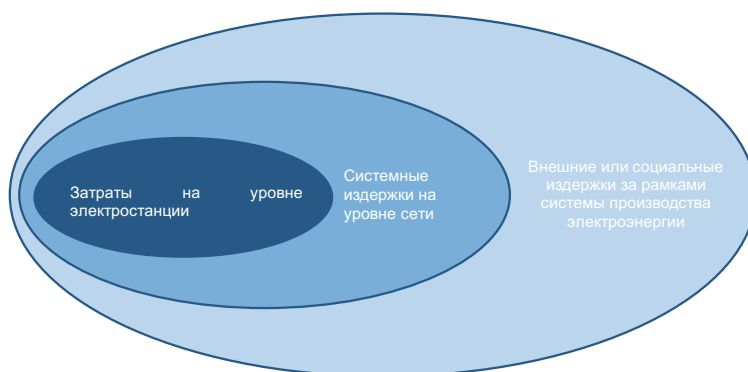 Затраты на уровне
электростанции
Системные
издержки на
уровне сети
Внешние или социальные
издержки за рамками
системы производства
электроэнергии